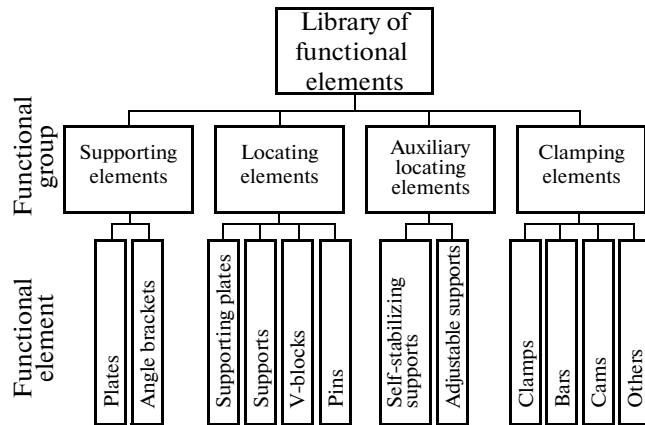 Library of
functional
elements
Functional
group
Supporting
elements
Locating
elements
Auxiliary
locating
elements
Clamping
elements
Functional
element
Plates
Angle brackets
Supporting plates
Supports
V-blocks
Pins
Self-stabilizing
supports
Adjustable supports
Clamps
Bars
Cams
Others